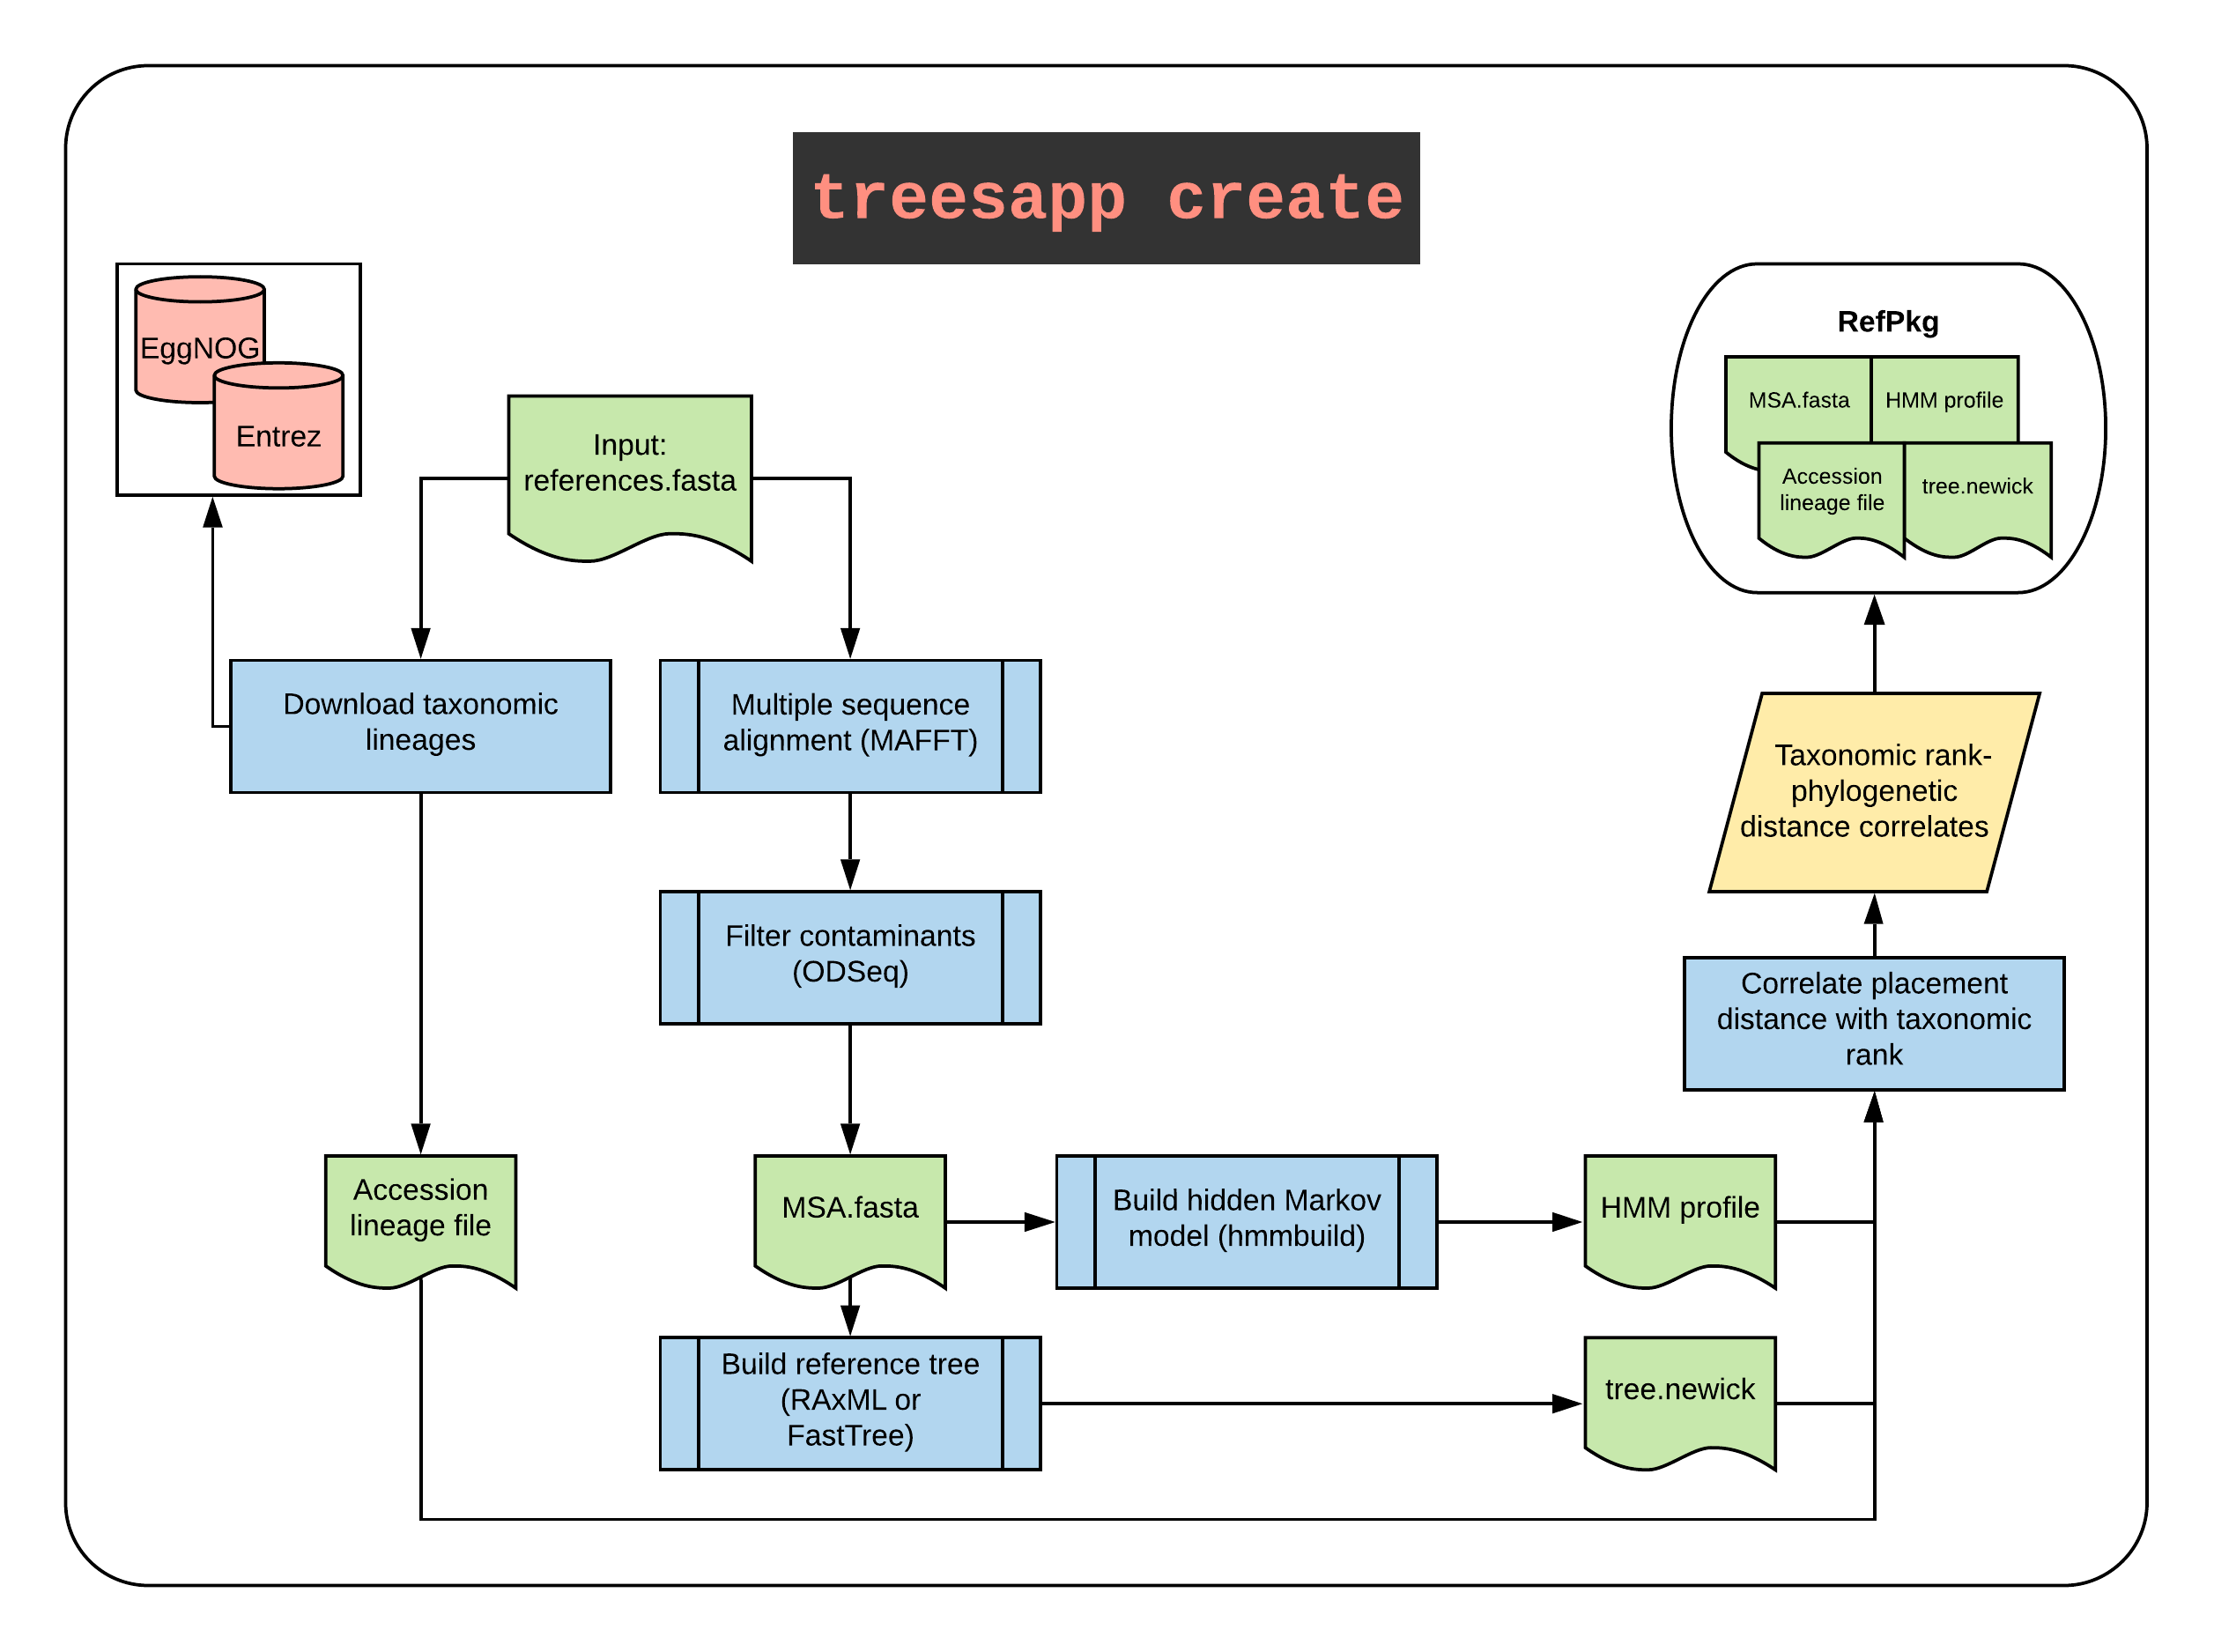 treesapp create
EggNOG
Entrez
Input:
references.fasta
RefPkg
MSA.fasta
HMM profile
Accession
lineage file
tree.newick
Download taxonomic
lineages
Multiple sequence
alignment (MAFFT)
Taxonomic rank-
phylogenetic
distance correlates
Filter contaminants
(ODSeq)
Correlate placement
distance with taxonomic
rank
Accession
lineage file
MSA.fasta
Build hidden Markov
model (hmmbuild)
HMM profile
Build reference tree
(RAxML or
FastTree)
tree.newick